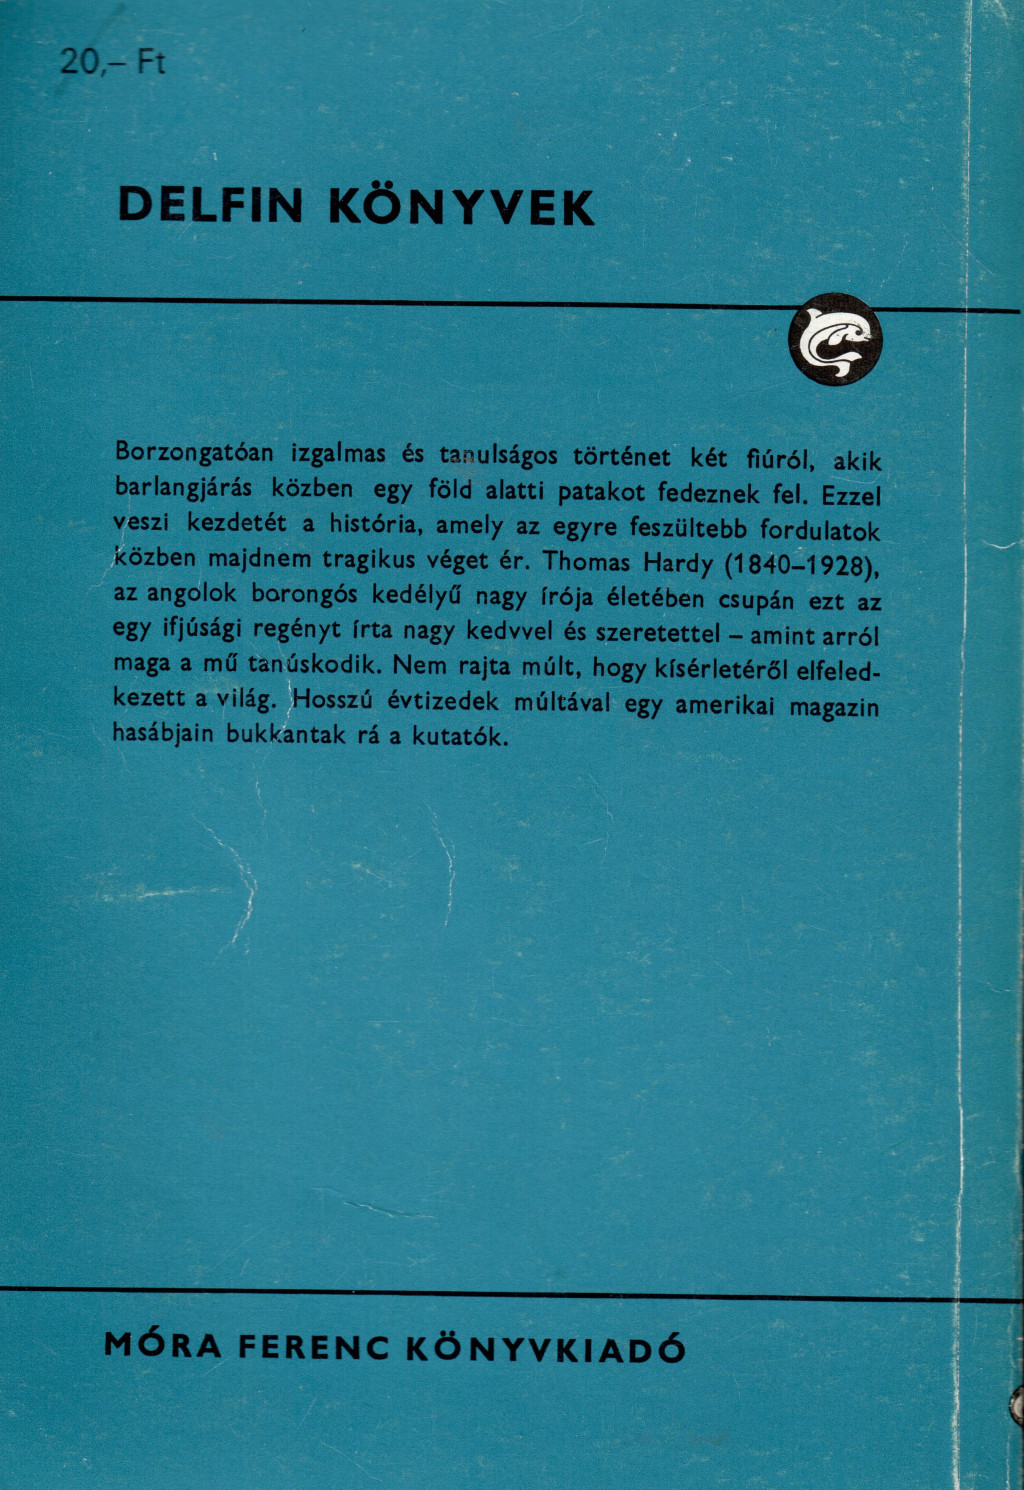 20,– Ft
DELFIN KÖNYVEK
Borzongatóan izgalmas és tanulságos történet két fiúról, akik
barlangjárás közben egy föld alatti patakot fedeznek fel. Ezzel
veszi kezdetét a história, amely az egyre feszültebb fordulatok
közben majdnem tragikus véget ér. Thomas Hardy (1840–1928),
az angolok borongós kedélyű nagy írója életében csupán ezt az
egy ifjúsági regényt írta nagy kedvvel és szeretettel – amint arról
maga a mű tanúskodik. Nem rajta múlt, hogy kísérletéről elfeled-
kezett a világ. Hosszú évtizedek múltával egy amerikai magazin
hasábjain bukkantak rá a kutatók.
MÓRA FERENC KÖNYVKIADÓ